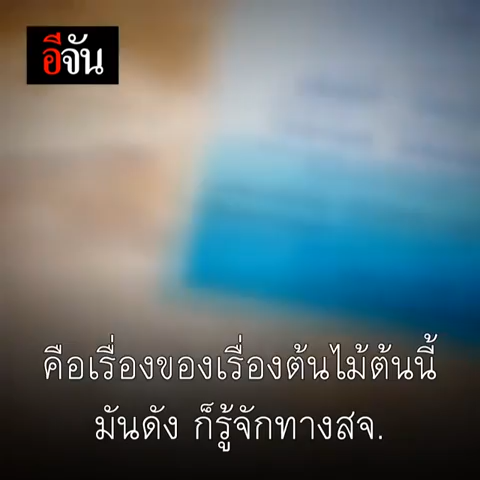 อีจัน
คือเรื่องของเรื่องต้นไม้ต้นนี้
มันดัง ก็รู้จักทางสจ.